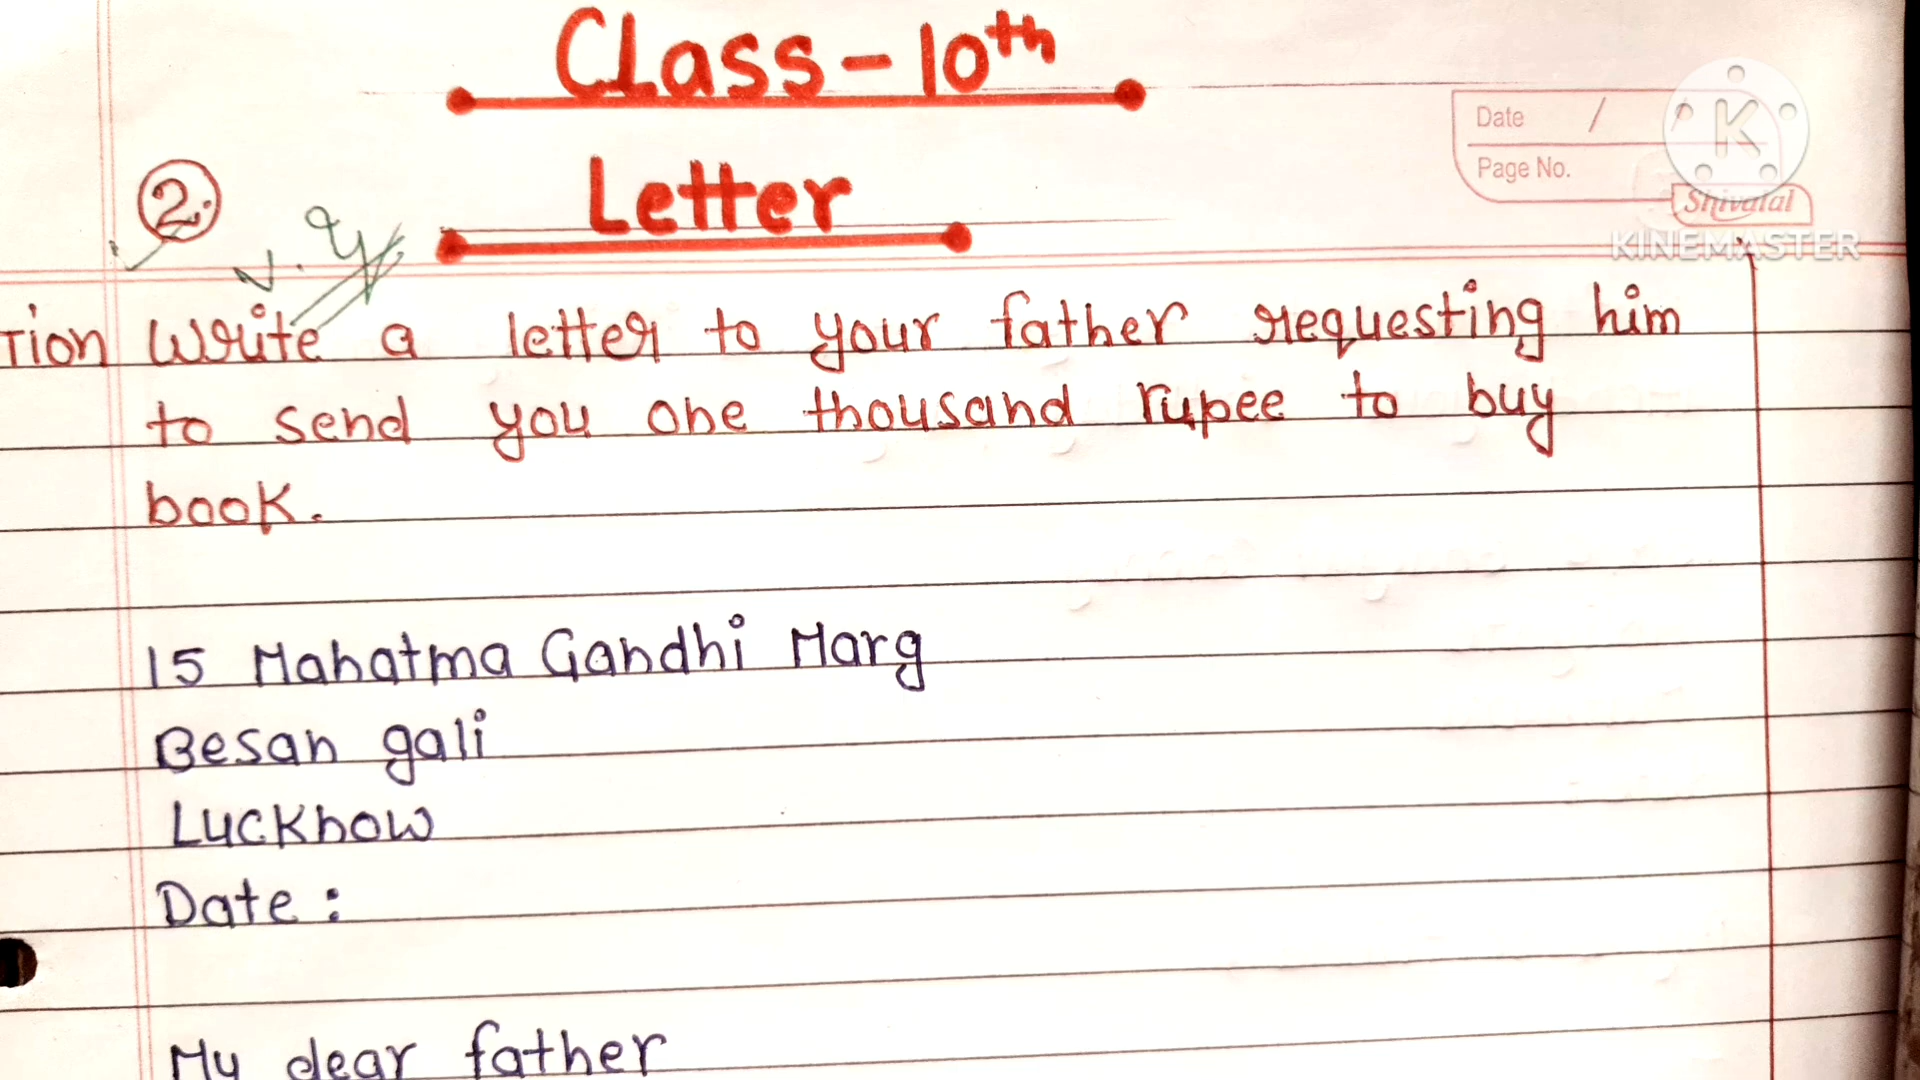 Class - 10th
Date / /
Page No.
K
Shivalal
KINEMASTER
Letter
2.
tion Write a letter to your father requesting him
to send you one thousand rupee to buy
book.
15 Mahatma Gandhi Marg
Besan gali
Lucknow
Date :
My dear father